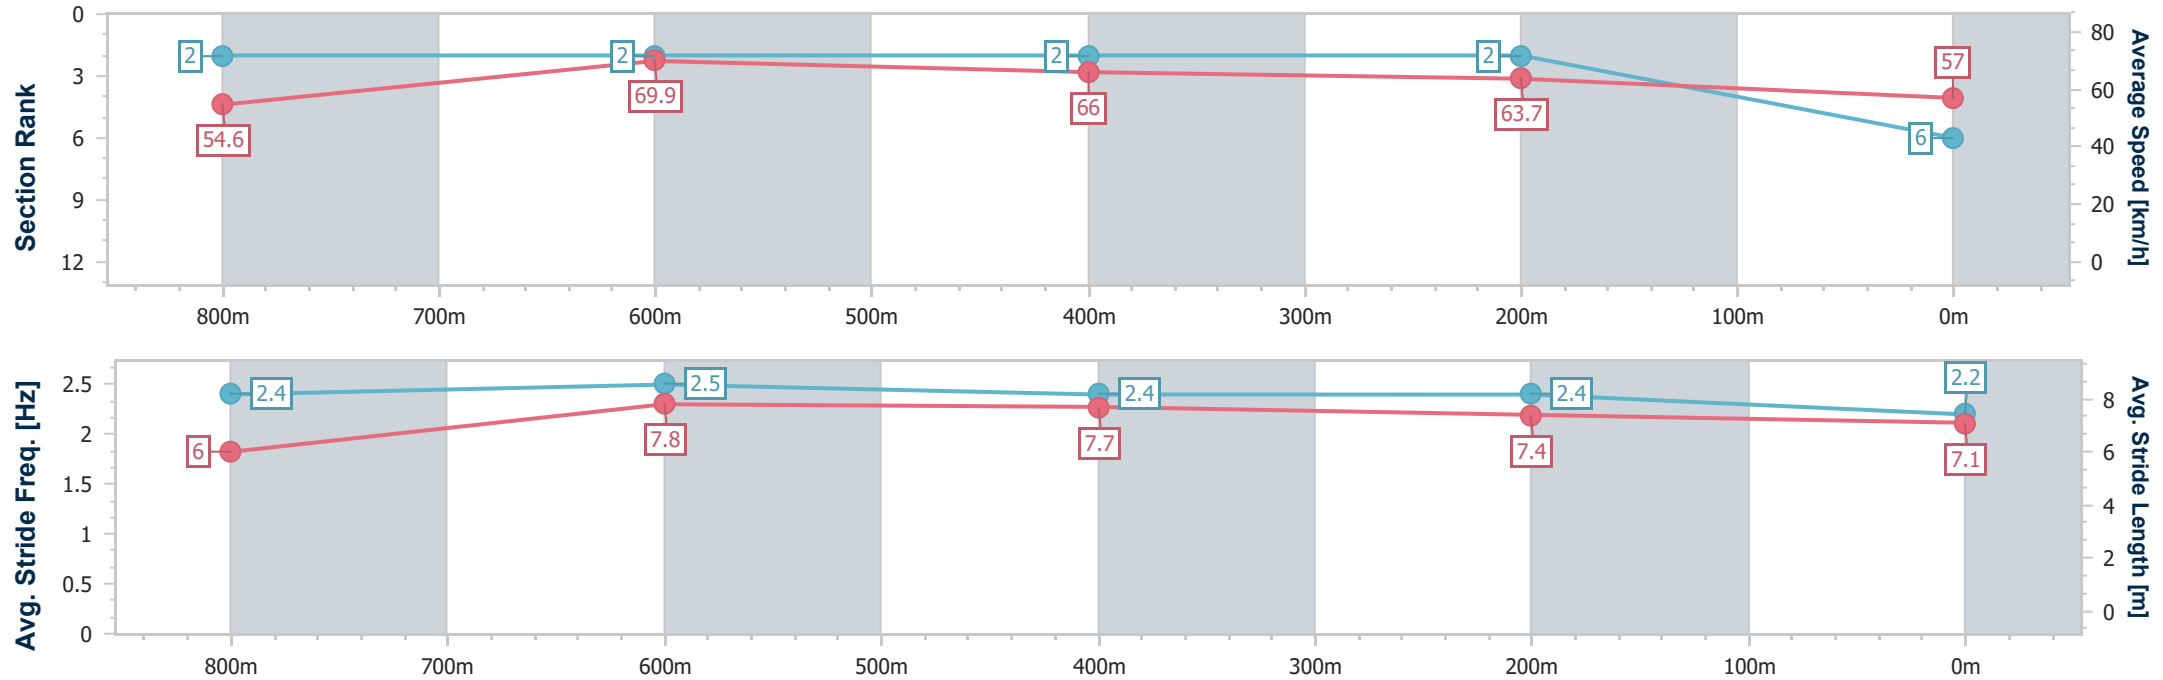 Section Rank
0
3
6
9
12
2
2
2
2
6
54.6
69.9
66
63.7
57
80
60
40
20
0
Average Speed [km/h]
800m
700m
600m
500m
400m
300m
200m
100m
0m
Avg. Stride Freq. [Hz]
2.5
2
1.5
1
0.5
0
2.4
2.5
2.4
2.4
2.2
6
7.8
7.7
7.4
7.1
8
6
4
2
0
Avg. Stride Length [m]
800m
700m
600m
500m
400m
300m
200m
100m
0m